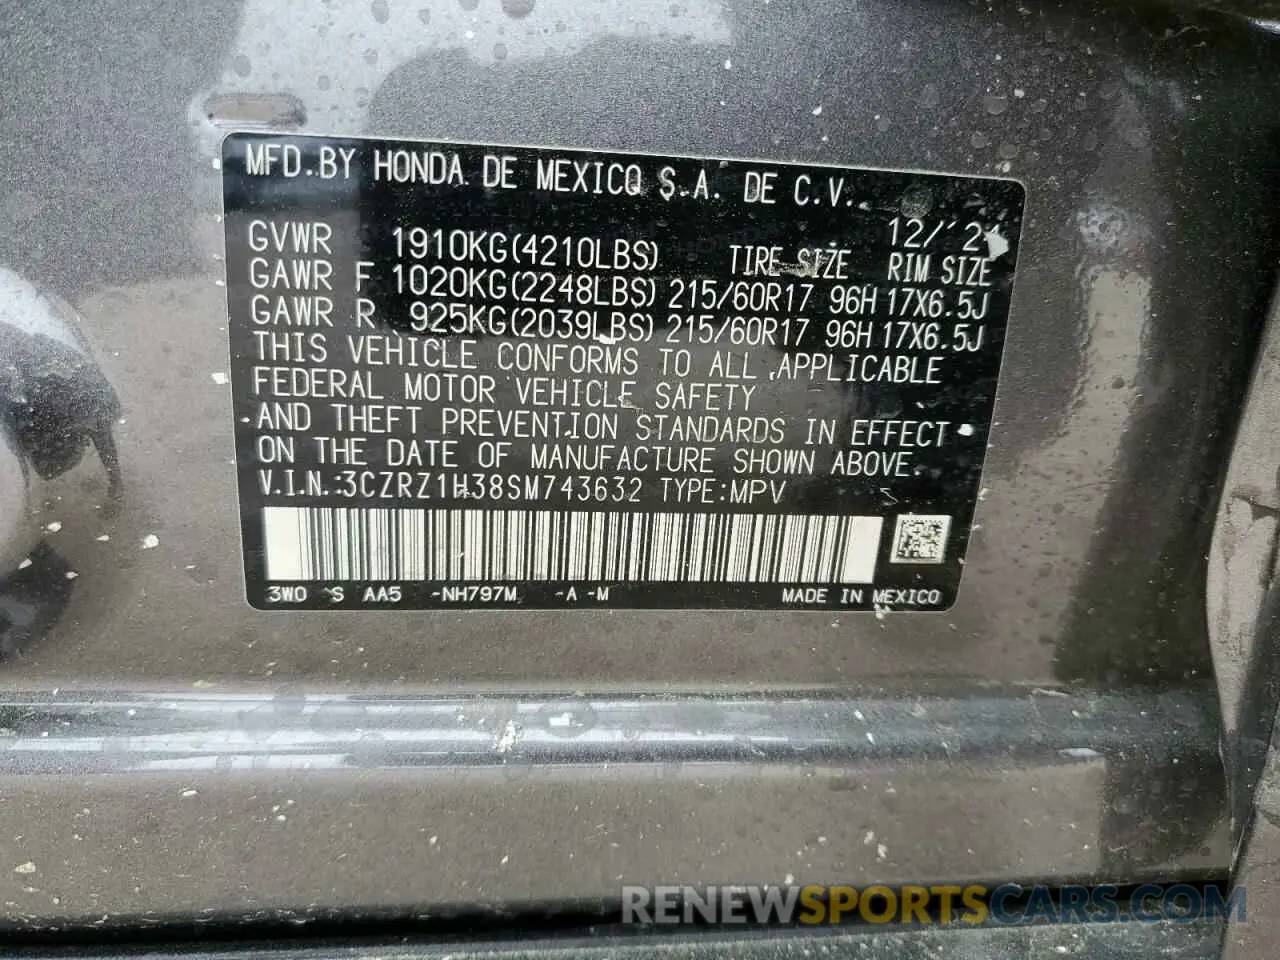 MFD.BY HONDA DE MEXICO S.A. DE C.V.
12/'24
GVWR 1910KG(4210LBS) TIRE SIZE RIM SIZE
GAWR F 1020KG(2248LBS) 215/60R17 96H 17X6.5J
GAWR R 925KG(2039LBS) 215/60R17 96H 17X6.5J
THIS VEHICLE CONFORMS TO ALL APPLICABLE
FEDERAL MOTOR VEHICLE SAFETY
AND THEFT PREVENTION STANDARDS IN EFFECT
ON THE DATE OF MANUFACTURE SHOWN ABOVE.
V.I.N.:3CZRZ1H38SM743632 TYPE:MPV
3W0 S AA5 -NH797M -A -M MADE IN MEXICO
RENEWSPORTSCARS.COM